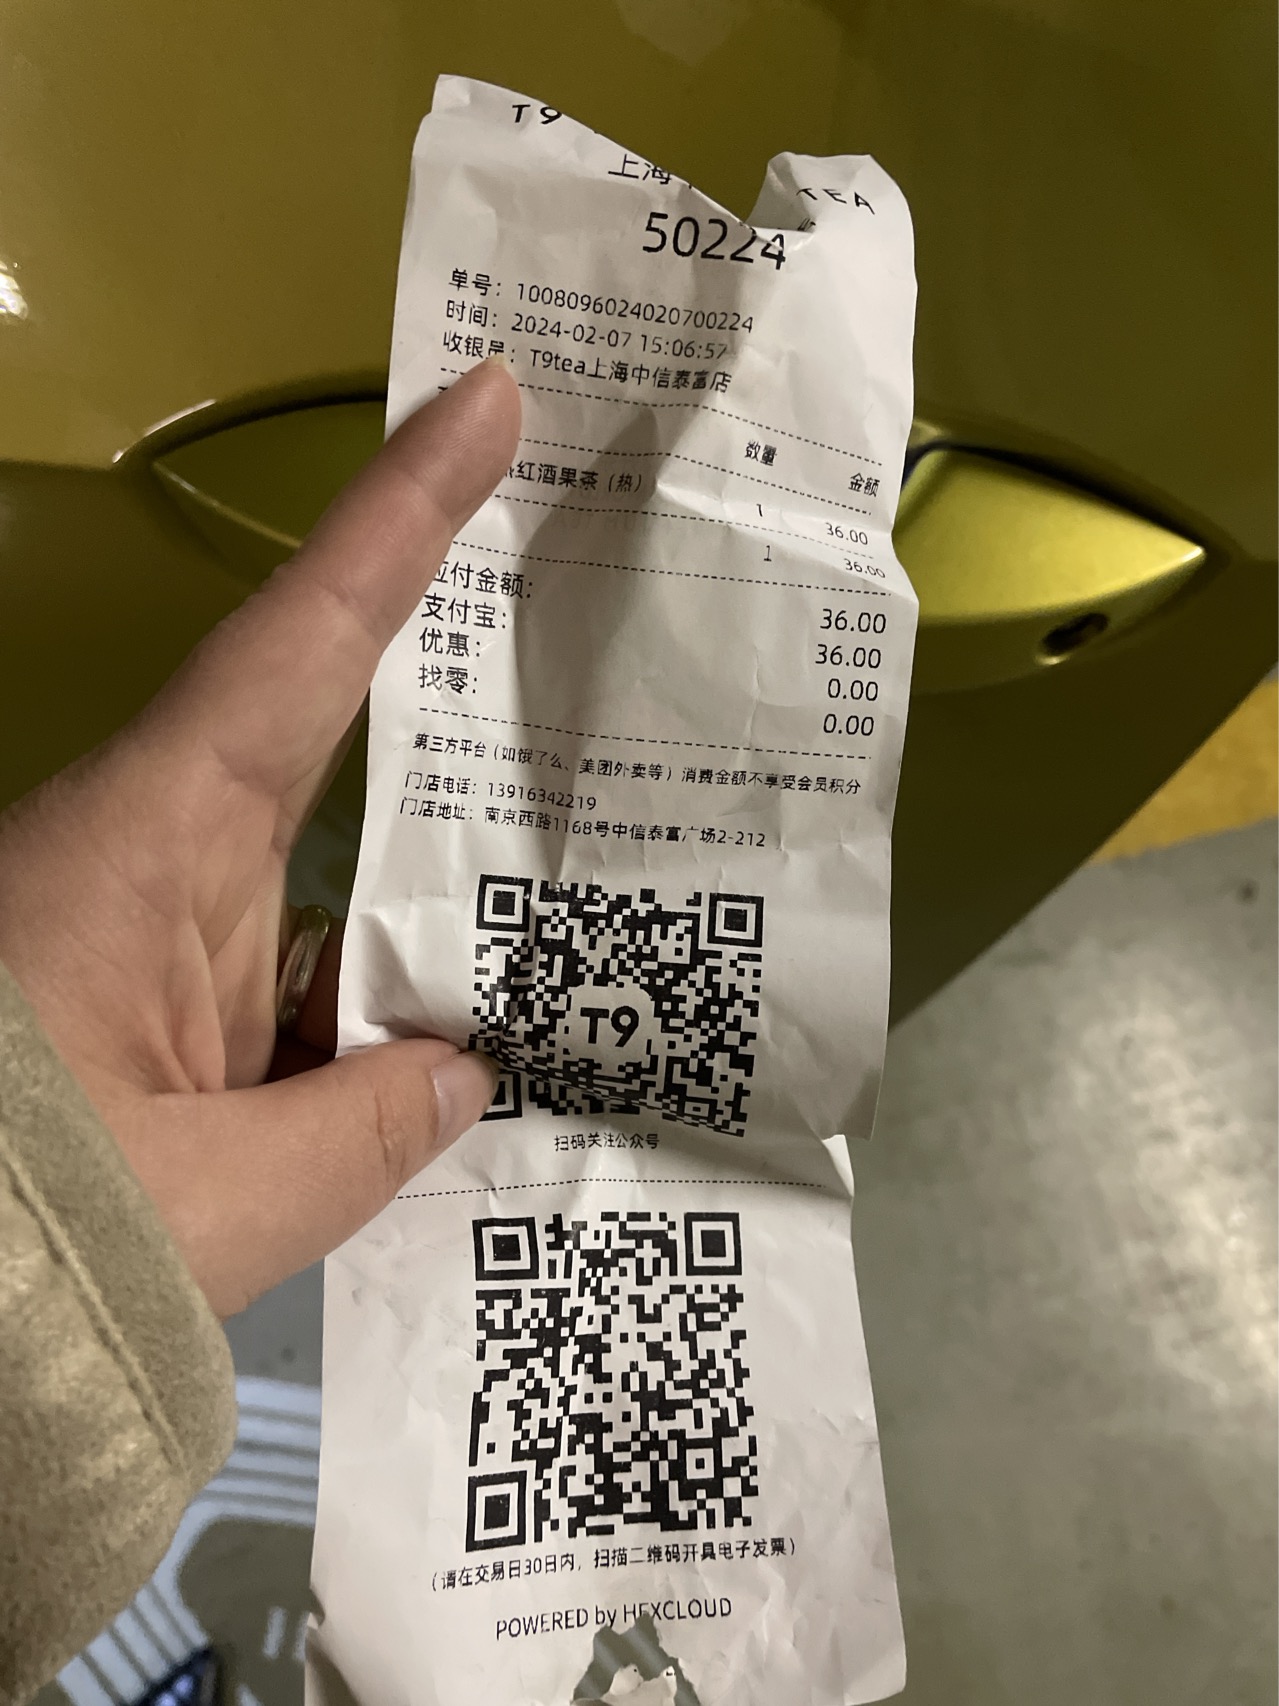 T9 TEA
上海
50224
单号：1008096024020700224
时间：2024-02-07 15:06:57
收银员：T9tea上海中信泰富店
数量 金额
红酒果茶（热） 1 36.00
1 36.00
应付金额： 36.00
支付宝： 36.00
优惠： 0.00
找零： 0.00
第三方平台（如饿了么、美团外卖等）消费金额不享受会员积分
门店电话：13916342219
门店地址：南京西路1168号中信泰富广场2-212
T9
扫码关注公众号
（请在交易日30日内，扫描二维码开具电子发票）
POWERED by HEXCLOUD